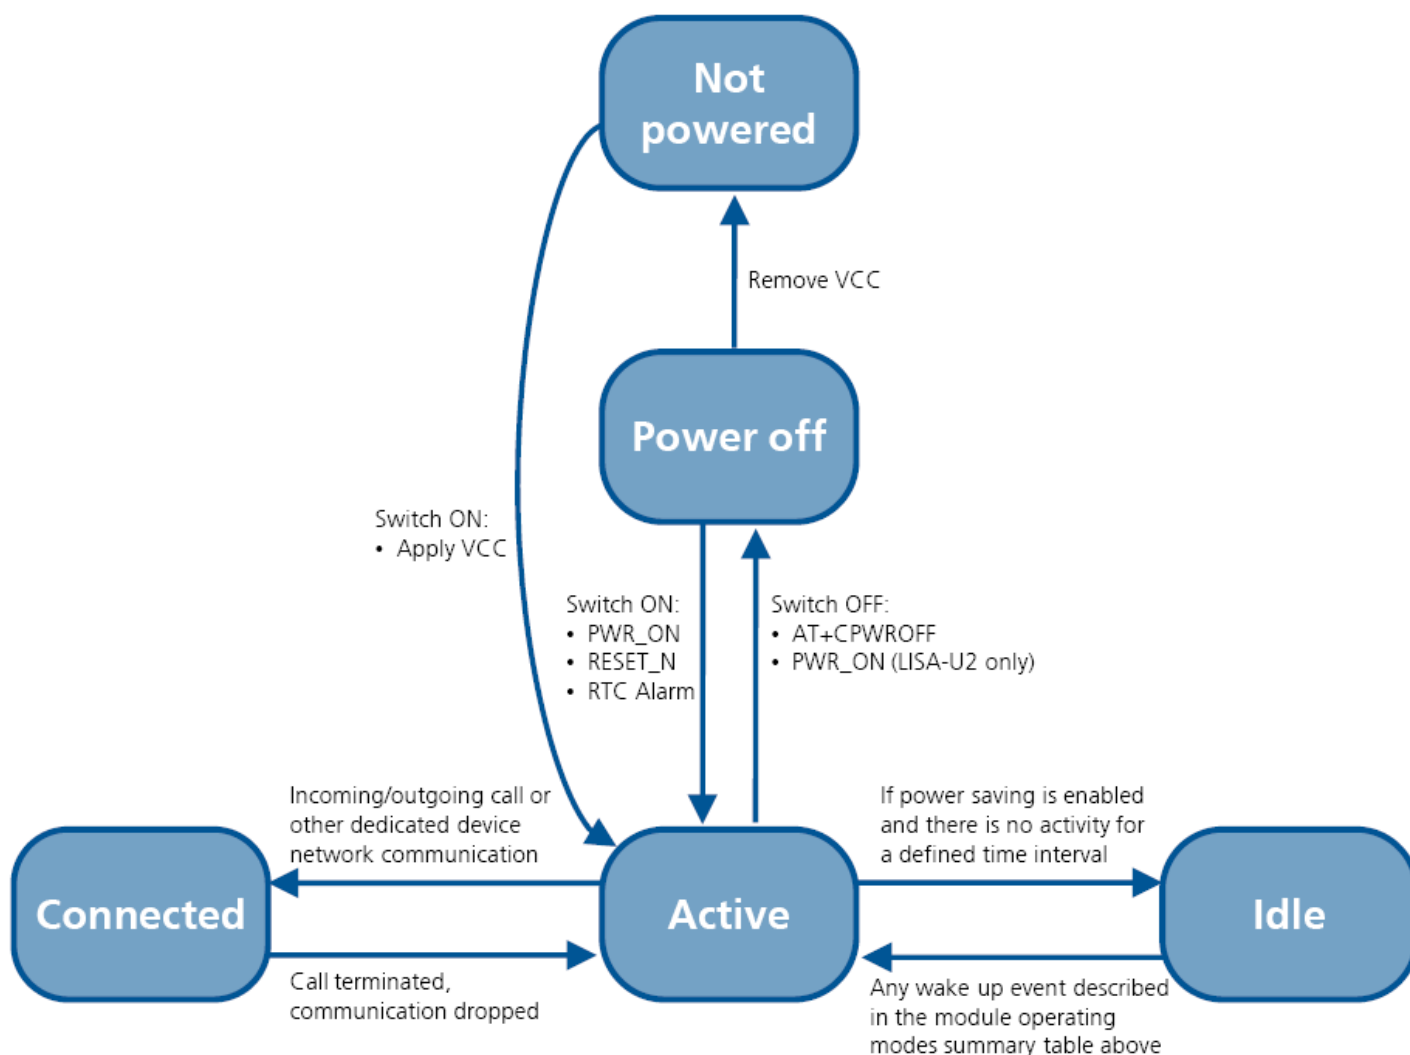 Not
powered
Remove VCC
Power off
Switch ON:
• Apply VCC
Switch ON:
• PWR_ON
• RESET_N
• RTC Alarm
Switch OFF:
• AT+CPWROFF
• PWR_ON (LISA-U2 only)
Incoming/outgoing call or
other dedicated device
network communication
If power saving is enabled
and there is no activity for
a defined time interval
Connected
Active
Idle
Call terminated,
communication dropped
Any wake up event described
in the module operating
modes summary table above